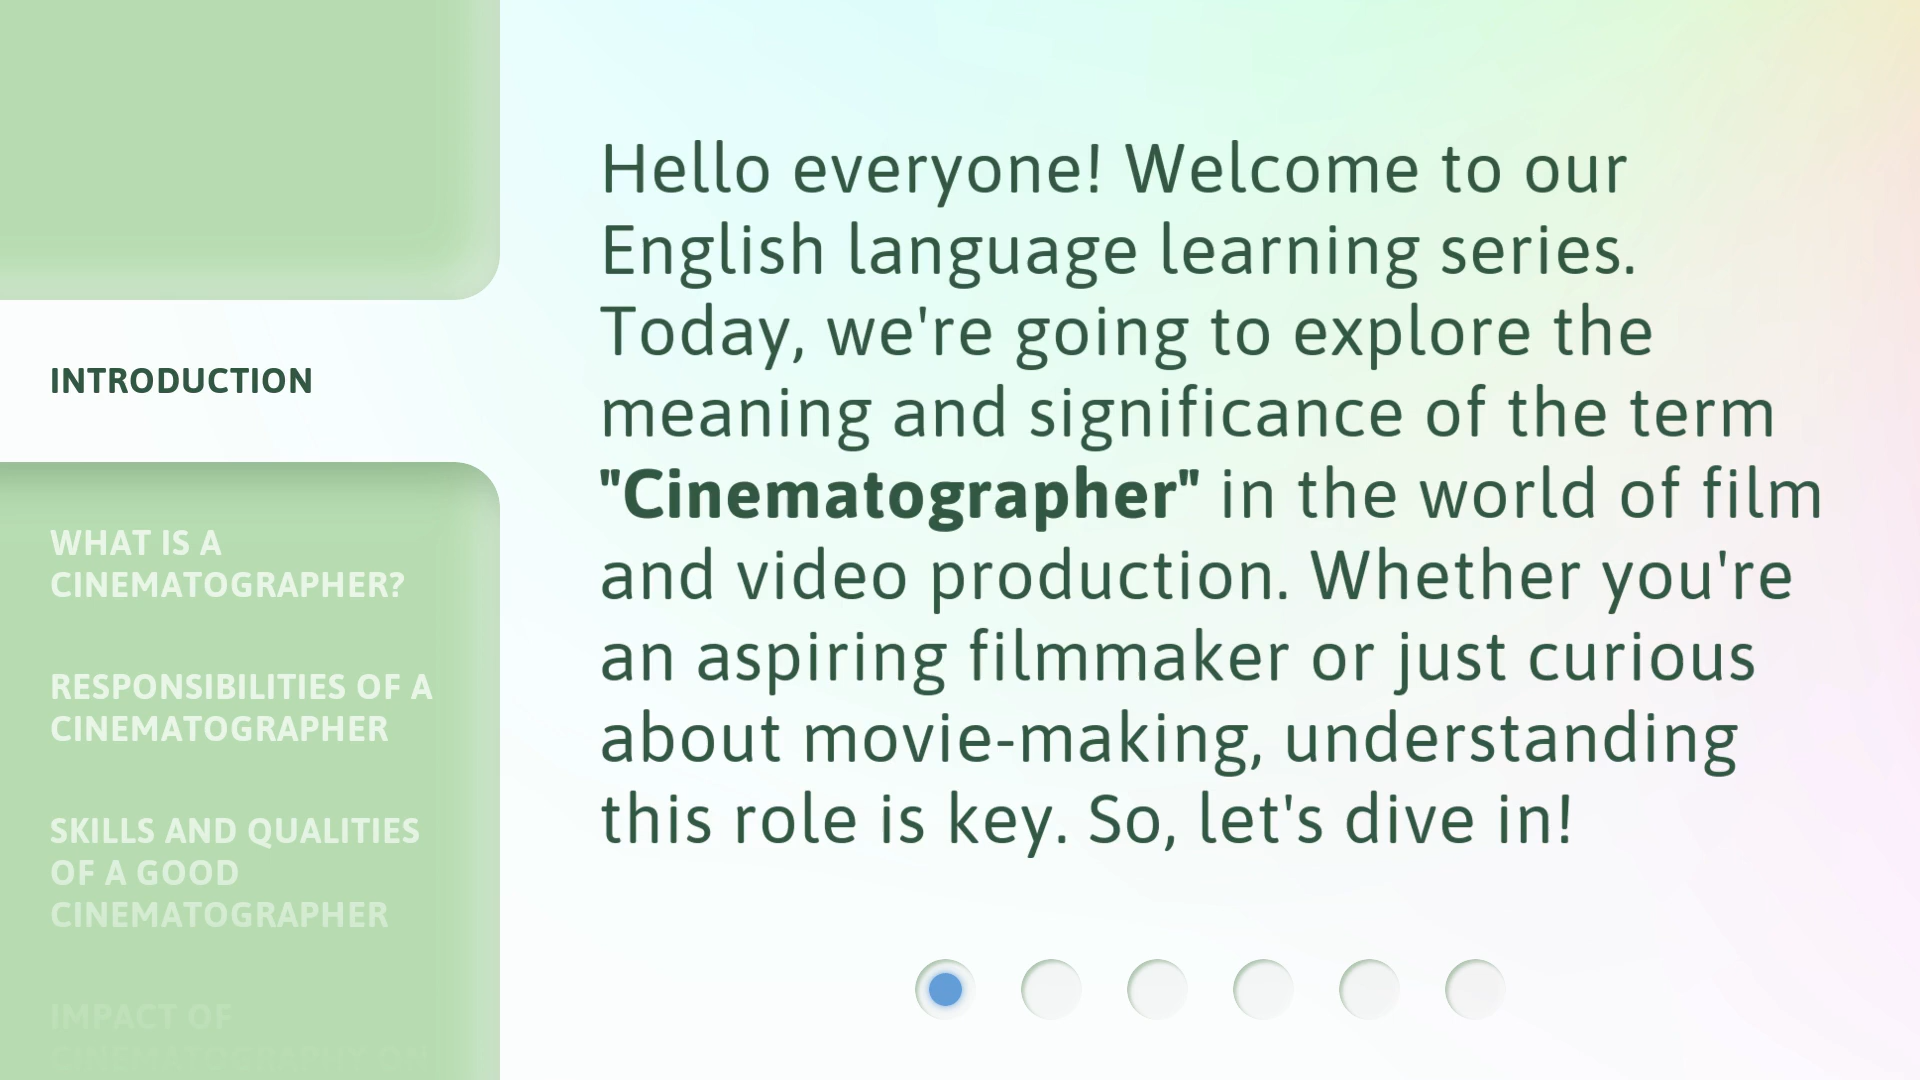 INTRODUCTION
WHAT IS A
CINEMATOGRAPHER?
RESPONSIBILITIES OF A
CINEMATOGRAPHER
SKILLS AND QUALITIES
OF A GOOD
CINEMATOGRAPHER
IMPACT OF
CINEMATOGRAPHY ON
Hello everyone! Welcome to our
English language learning series.
Today, we're going to explore the
meaning and significance of the term
"Cinematographer" in the world of film
and video production. Whether you're
an aspiring filmmaker or just curious
about movie-making, understanding
this role is key. So, let's dive in!